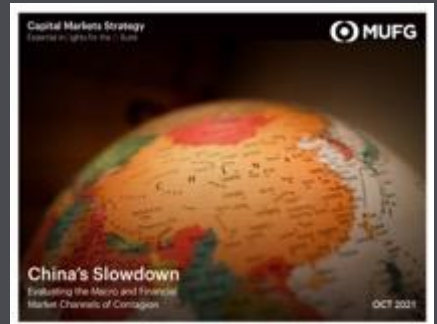 Capital Markets Strategy
Essential Insights for the C-Suite
MUFG
China's Slowdown
Evaluating the Macro and Financial
Market Channels of Contagion
OCT 2021